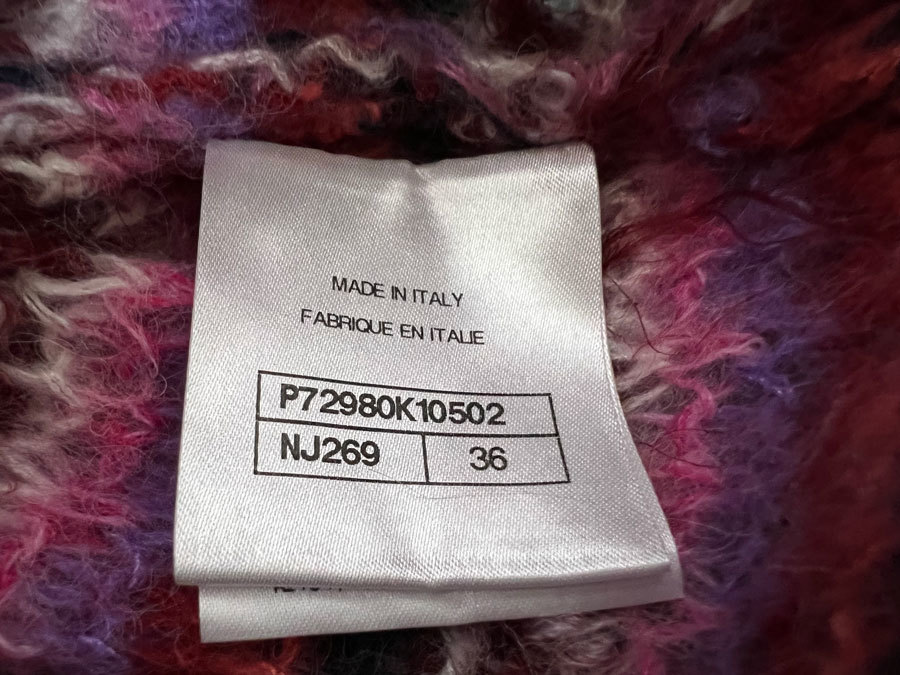 MADE IN ITALY
FABRIQUE EN ITALIE
P72980K10502
NJ269 36